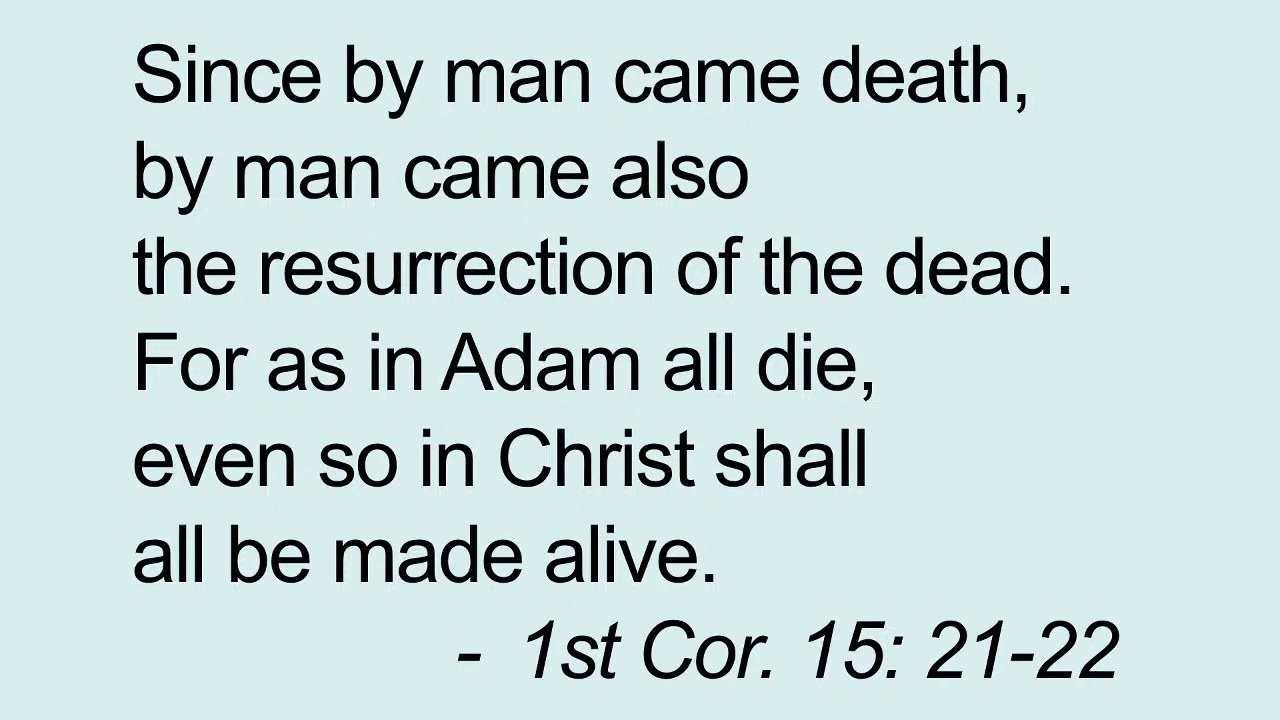 Since by man came death,
by man came also
the resurrection of the dead.
For as in Adam all die,
even so in Christ shall
all be made alive.
- 1st Cor. 15: 21-22